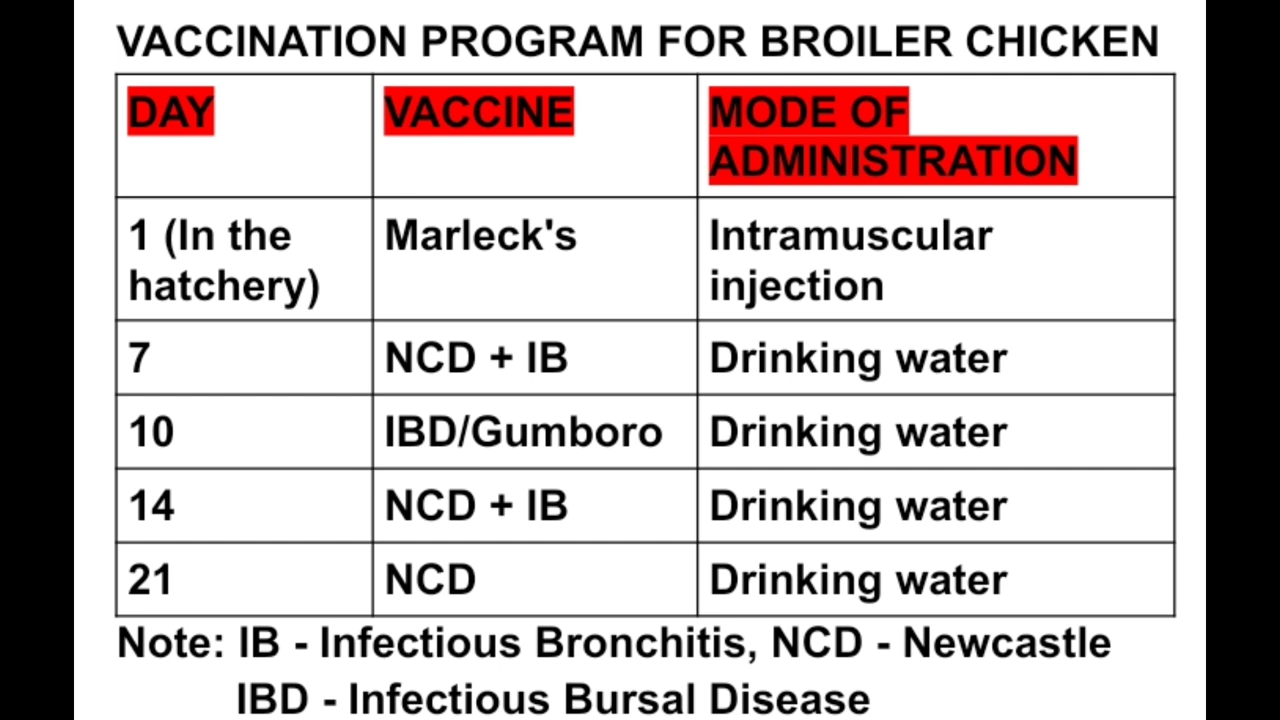 VACCINATION PROGRAM FOR BROILER CHICKEN
DAY VACCINE MODE OF
ADMINISTRATION
1 (In the Marleck's Intramuscular
hatchery) injection
7 NCD + IB Drinking water
10 IBD/Gumboro Drinking water
14 NCD + IB Drinking water
21 NCD Drinking water
Note: IB - Infectious Bronchitis, NCD - Newcastle
IBD - Infectious Bursal Disease